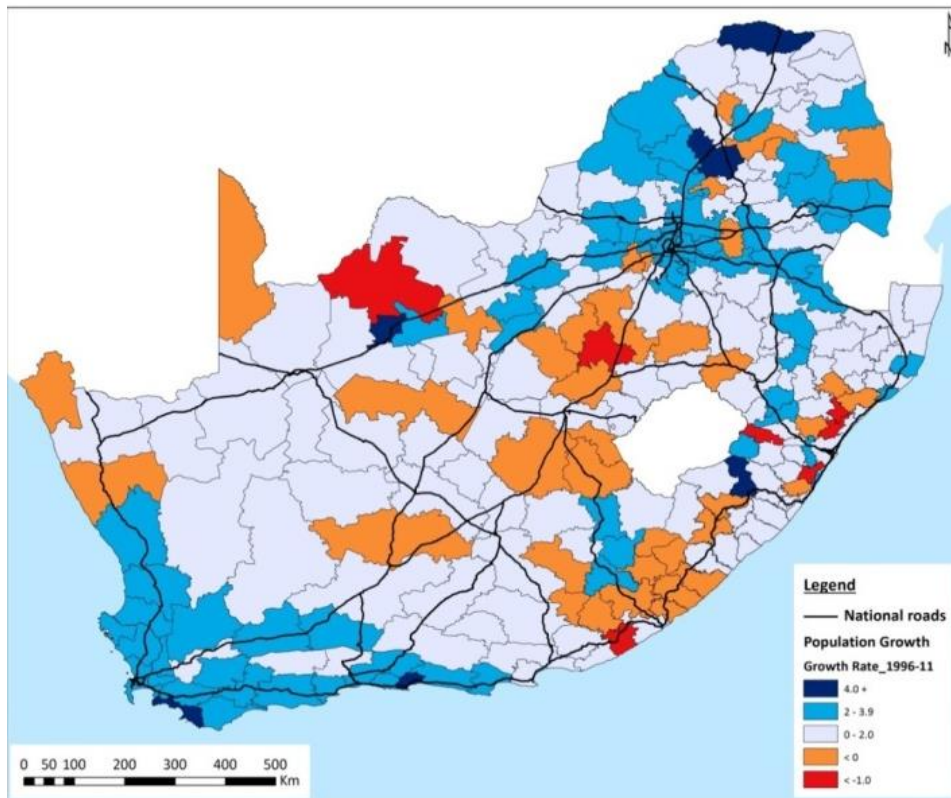 N
Legend
National roads
Population Growth
Growth Rate_1996-11
4.0 +
2 - 3.9
0 - 2.0
< 0
< -1.0
0 50 100 200 300 400 500
Km